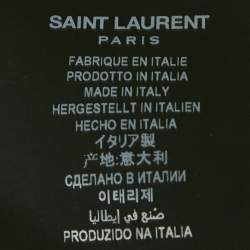 SAINT LAURENT
PARIS
FABRIQUE EN ITALIE
PRODOTTO IN ITALIA
MADE IN ITALY
HERGESTELLT IN ITALIEN
HECHO EN ITALIA
イタリア製
产地:意大利
СДЕЛАНО В ИТАЛИИ
이태리제
صنع في إيطاليا
PRODUZIDO NA ITALIA